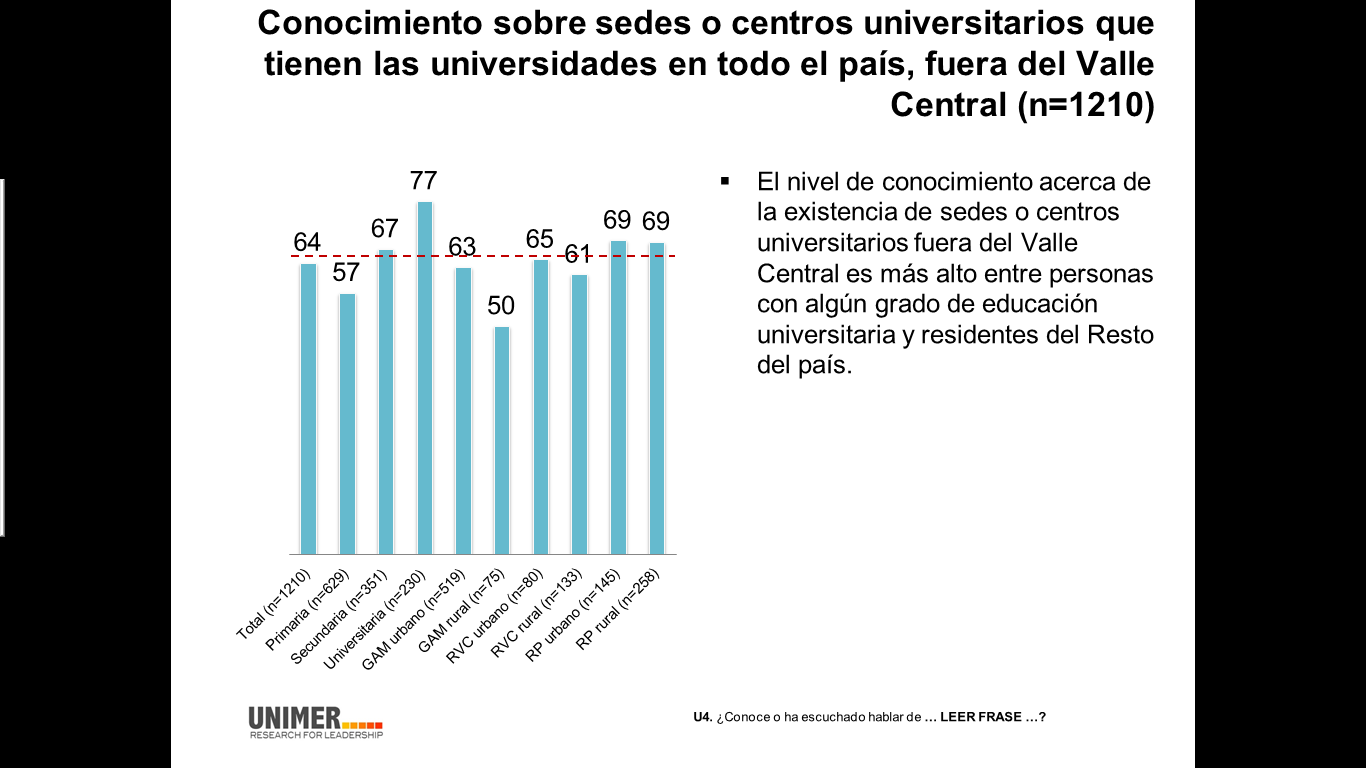 Conocimiento sobre sedes o centros universitarios que
tienen las universidades en todo el país, fuera del Valle
Central (n=1210)
64
57
67
77
63
50
65
61
69
69
Total (n=1210)
Primaria (n=629)
Secundaria (n=351)
Universitaria (n=230)
GAM urbano (n=519)
GAM rural (n=75)
RVC urbano (n=80)
RVC rural (n=133)
RP urbano (n=145)
RP rural (n=258)
▪ El nivel de conocimiento acerca de
la existencia de sedes o centros
universitarios fuera del Valle
Central es más alto entre personas
con algún grado de educación
universitaria y residentes del Resto
del país.
UNIMER
RESEARCH FOR LEADERSHIP
U4. ¿Conoce o ha escuchado hablar de … LEER FRASE …?